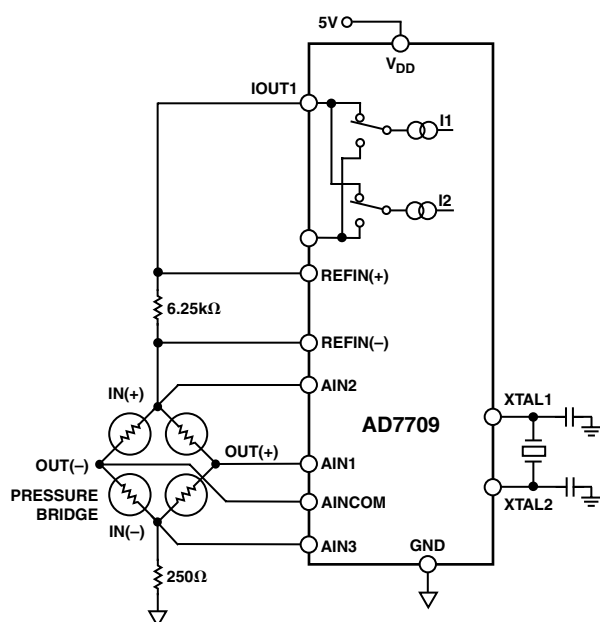 5V
VDD
IOUT1
I1
I2
REFIN(+)
6.25kΩ
REFIN(–)
IN(+)
AIN2
XTAL1
AD7709
OUT(+)
AIN1
OUT(–)
PRESSURE
BRIDGE
AINCOM
XTAL2
IN(–)
AIN3
GND
250Ω